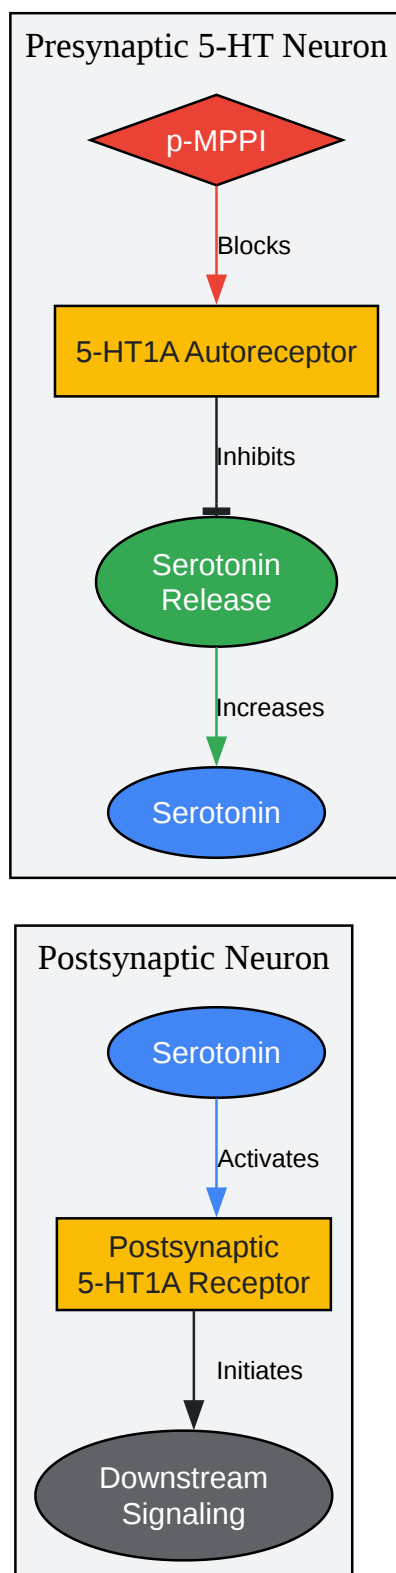 Presynaptic 5-HT Neuron
p-MPPI
Blocks
5-HT1A Autoreceptor
Inhibits
Serotonin
Release
Increases
Serotonin
Postsynaptic Neuron
Serotonin
Activates
Postsynaptic
5-HT1A Receptor
Initiates
Downstream
Signaling